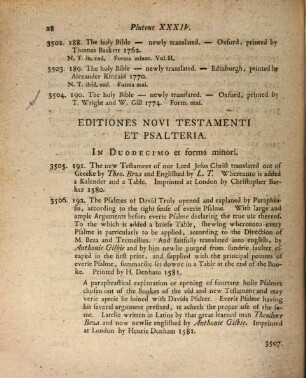 28 Pluteus XXXIV.
3502. 188. The holy Bible — newly translated. — Oxford, printed by
Thomas Baskett 1762.
N. T. ib. eod. Forma minor. Vol. II.
3503. 189. The holy Bible — newly translated. — Edinburgh, printed by
Alexander Kincaid 1770.
N. T. ibid. eod. Forma mai.
3504. 190. The holy Bible — newly translated. — Oxford, printed by
T. Wright and W. Gill 1774. Form. mai.
EDITIONES NOVI TESTAMENTI
ET PSALTERIA.
IN DUODECIMO et forma minori.
3505. 191. The new Testament of our Lord Jesus Christ translated out of
Greeke by Theo. Beza and Englished by L. T. Whereunto is added
a Kalender and a Table. Imprinted at London by Christopher Bar-
ker 1580.
3506. 192. The Psalmes of David Truly opened and explaned by Paraphra-
sis, according to the right sense of everie Psalme. With large and
ample Arguments before everie Psalme declaring the true use thereof.
To the which is added a briefe Table, shewing whereunto every
Psalme is particularly to be applied, according to the Direction of
M. Beza and Tremellius. And faithfully translated into english, by
Anthonie Gilbie and by him newlie purged from sundrie faultes es-
caped in the first print, and supplied with the principal pointes of
everie Psalme, summarilie set downe in a Table at the end of the Boo-
ke. Printed by H. Denham 1581.
A paraphrasticall explanation or opening of fourteane holie Psalmes
chosen out of the Bookes of the old and new Testament and may
verie aptcie be joined with Davids Psalter. Everie Psalme having
his several argument prefixed, it teacheth the proper use of the sa-
me. Latelie written in Latine by that great learned man Theodore
Beza and now newlie englished by Anthonie Gilbie. Imprinted
at London by Henrie Denham 1581.
3507.